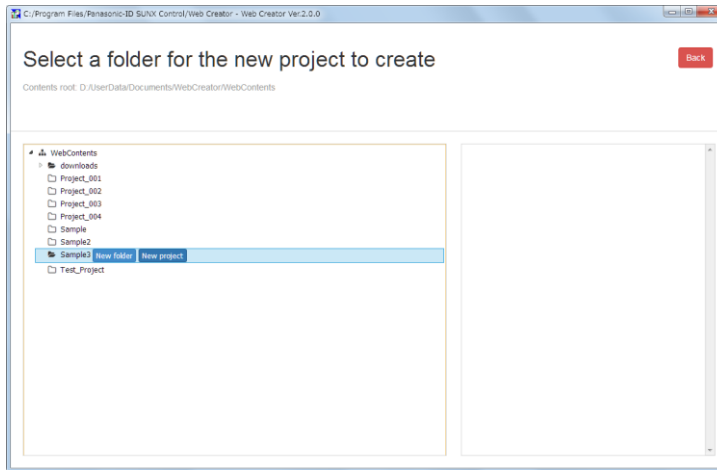 C:/Program Files/Panasonic-ID SUNX Control/Web Creator - Web Creator Ver.2.0.0
Select a folder for the new project to create
Back
Contents root: D:/UserData/Documents/WebCreator/WebContents
WebContents
downloads
Project_001
Project_002
Project_003
Project_004
Sample
Sample2
Sample3 New folder New project
Test_Project